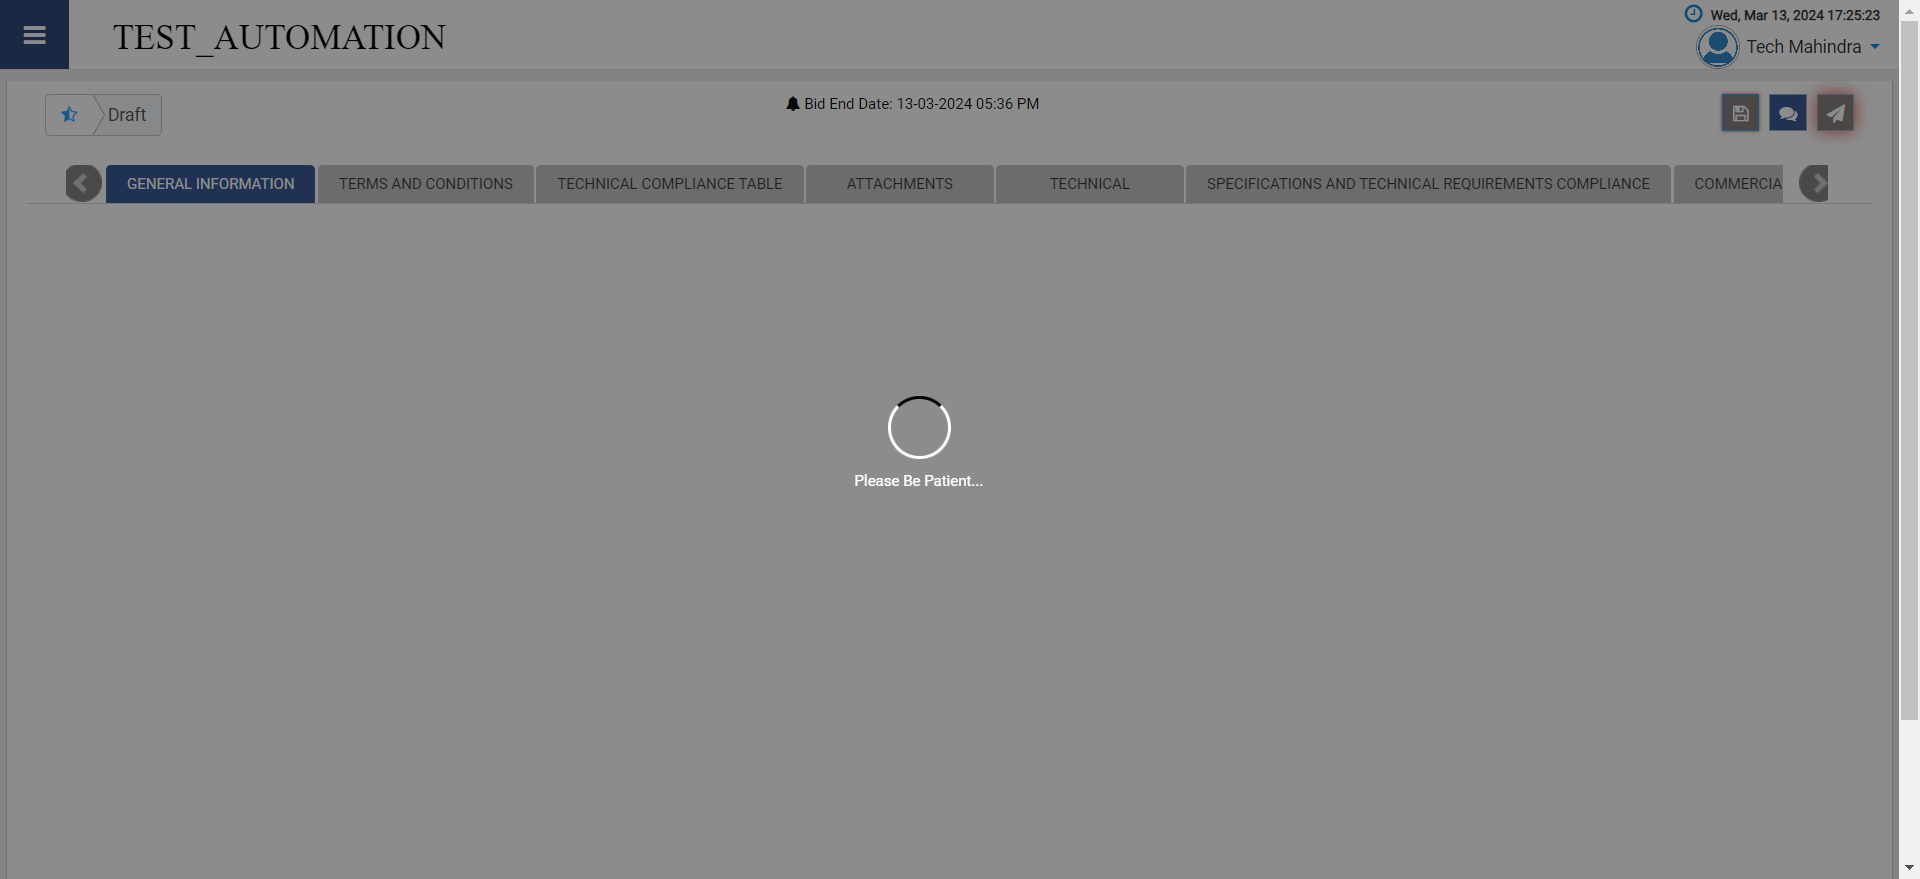 TEST_AUTOMATION
Wed, Mar 13, 2024 17:25:23
Tech Mahindra
Draft
Bid End Date: 13-03-2024 05:36 PM
GENERAL INFORMATION
TERMS AND CONDITIONS
TECHNICAL COMPLIANCE TABLE
ATTACHMENTS
TECHNICAL
SPECIFICATIONS AND TECHNICAL REQUIREMENTS COMPLIANCE
COMMERCIA
Please Be Patient...